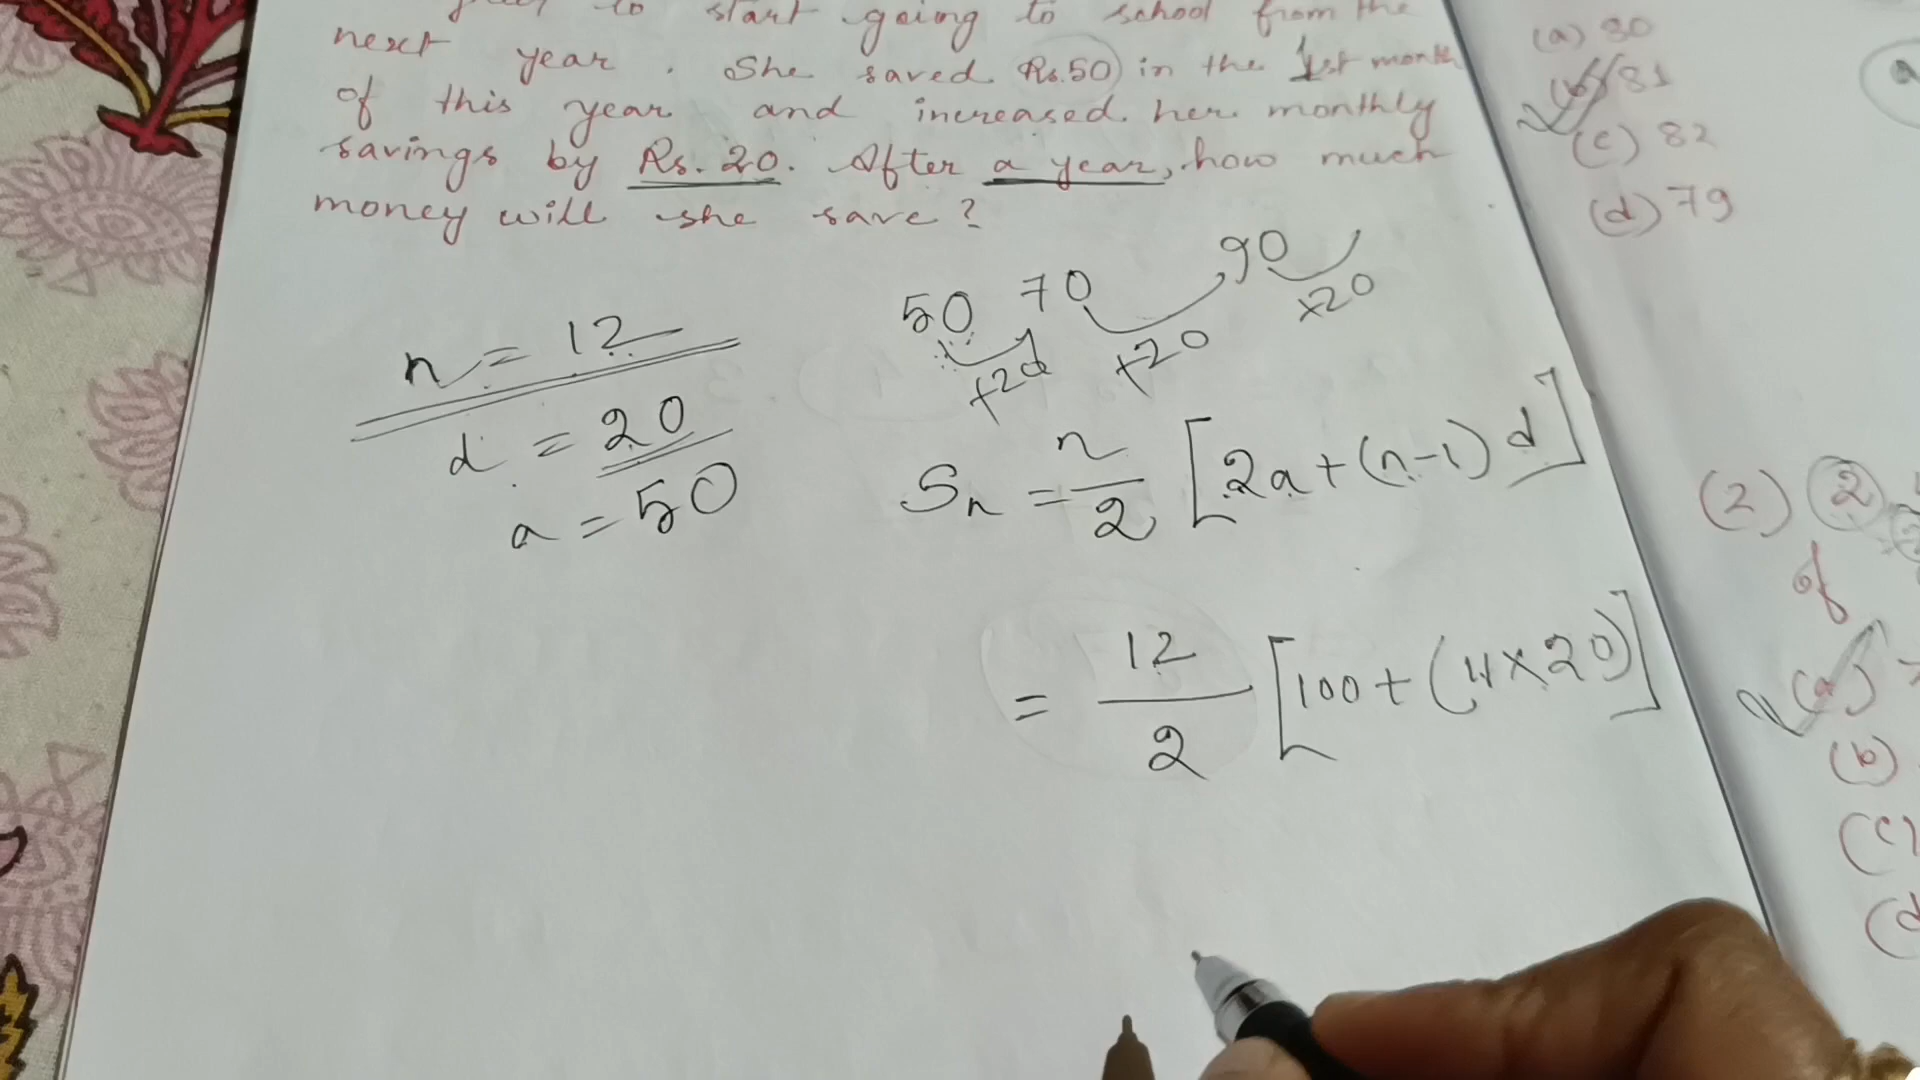 to start going to school from the
next year. She saved Rs.50 in the 1st month
of this year and increased her monthly
savings by Rs. 20. After a year, how much
money will she save?
50 70 90
+20 +20 +20
n = 12
d = 20
a = 50
Sn = n/2 [2a+(n-1)d]
= 12/2 [100+(11×20)]
(a) 80
(b) 81
(c) 82
(d) 79
a
(2) 2
of
(a)
(b)
(c)
(d